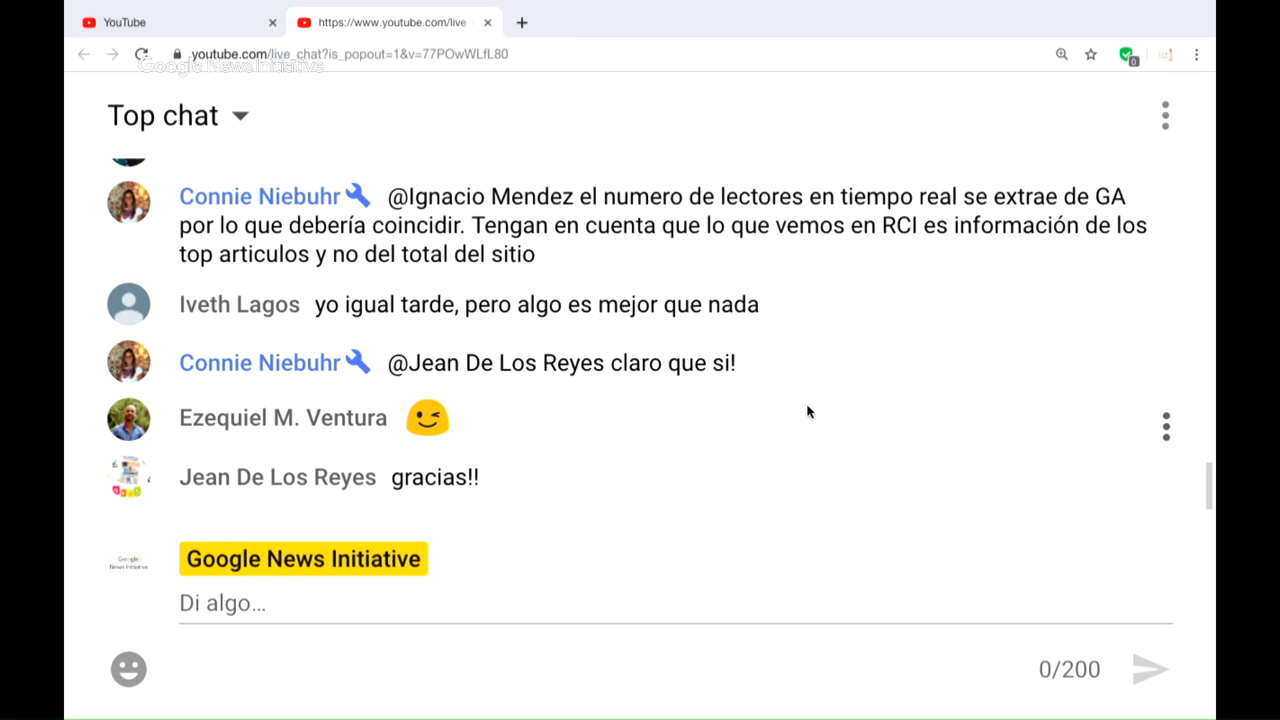 YouTube
https://www.youtube.com/live
youtube.com/live_chat?is_popout=1&v=77POwWLfL80
Google News Initiative
0
Top chat
Connie Niebuhr @Ignacio Mendez el numero de lectores en tiempo real se extrae de GA
por lo que debería coincidir. Tengan en cuenta que lo que vemos en RCI es información de los
top articulos y no del total del sitio
Iveth Lagos yo igual tarde, pero algo es mejor que nada
Connie Niebuhr @Jean De Los Reyes claro que si!
Ezequiel M. Ventura
Jean De Los Reyes gracias!!
Google
News Initiative
Google News Initiative
Di algo...
0/200